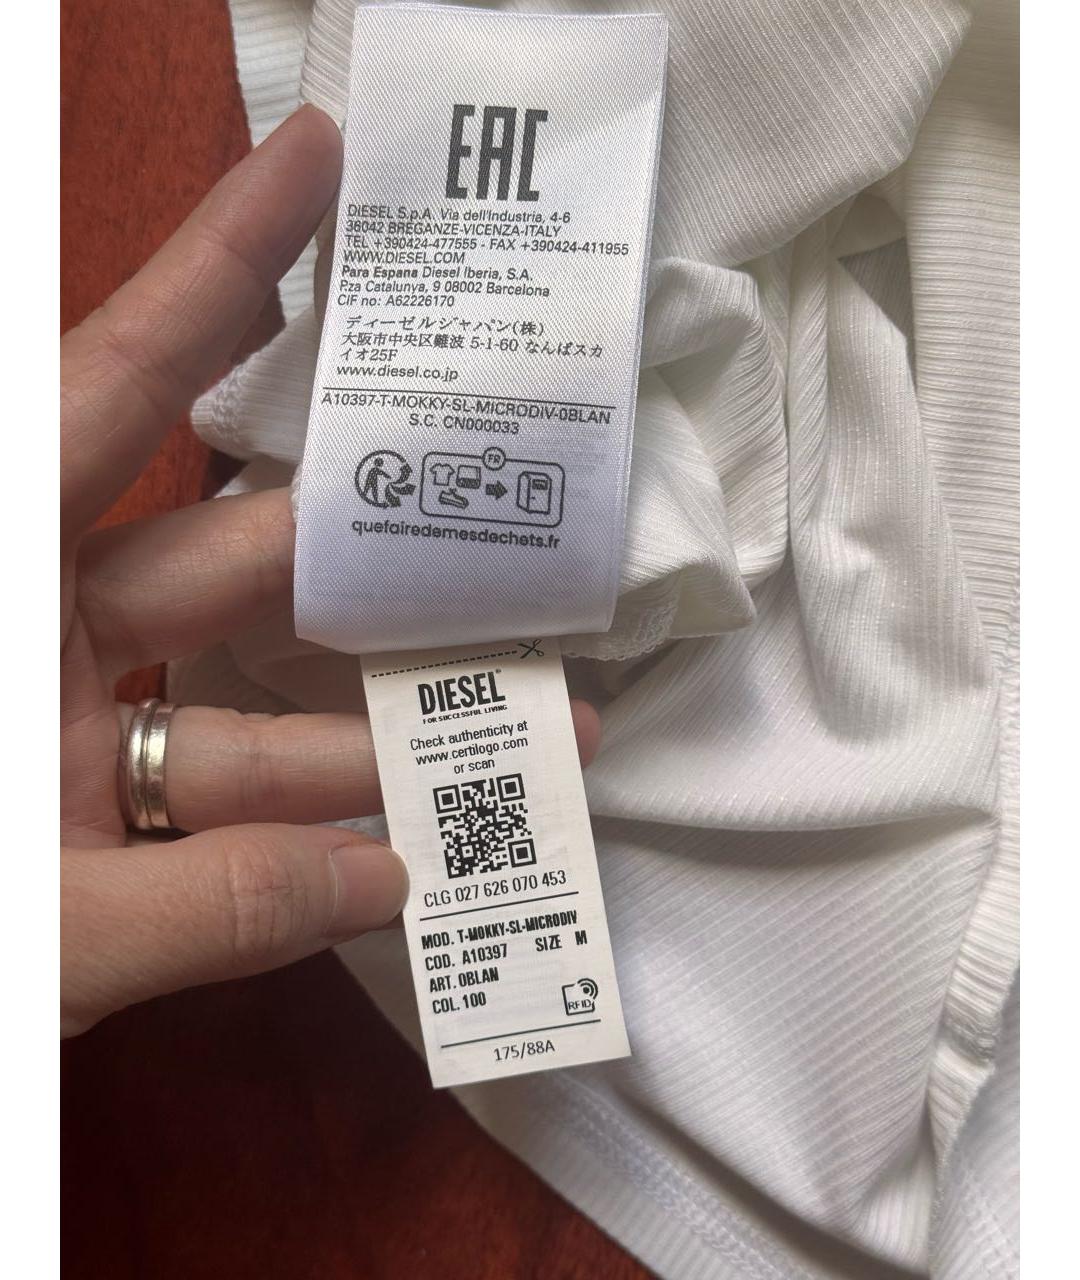 EAC
DIESEL S.p.A. Via dell'Industria, 4-6
36042 BREGANZE-VICENZA-ITALY
TEL +390424-477555 - FAX +390424-411955
WWW.DIESEL.COM
Para Espana Diesel Iberia, S.A.
P.za Catalunya, 9 08002 Barcelona
CIF no: A62226170
ディーゼルジャパン(株)
大阪市中央区難波 5-1-60 なんばスカ
イオ25F
www.diesel.co.jp
A10397-T-MOKKY-SL-MICRODIV-0BLAN
S.C. CN000033
FR
quefairedemesdechets.fr
DIESEL®
FOR SUCCESSFUL LIVING
Check authenticity at
www.certilogo.com
or scan
CLG 027 626 070 453
MOD. T-MOKKY-SL-MICRODIV
COD. A10397 SIZE M
ART. 0BLAN
COL. 100
RFID
175/88A